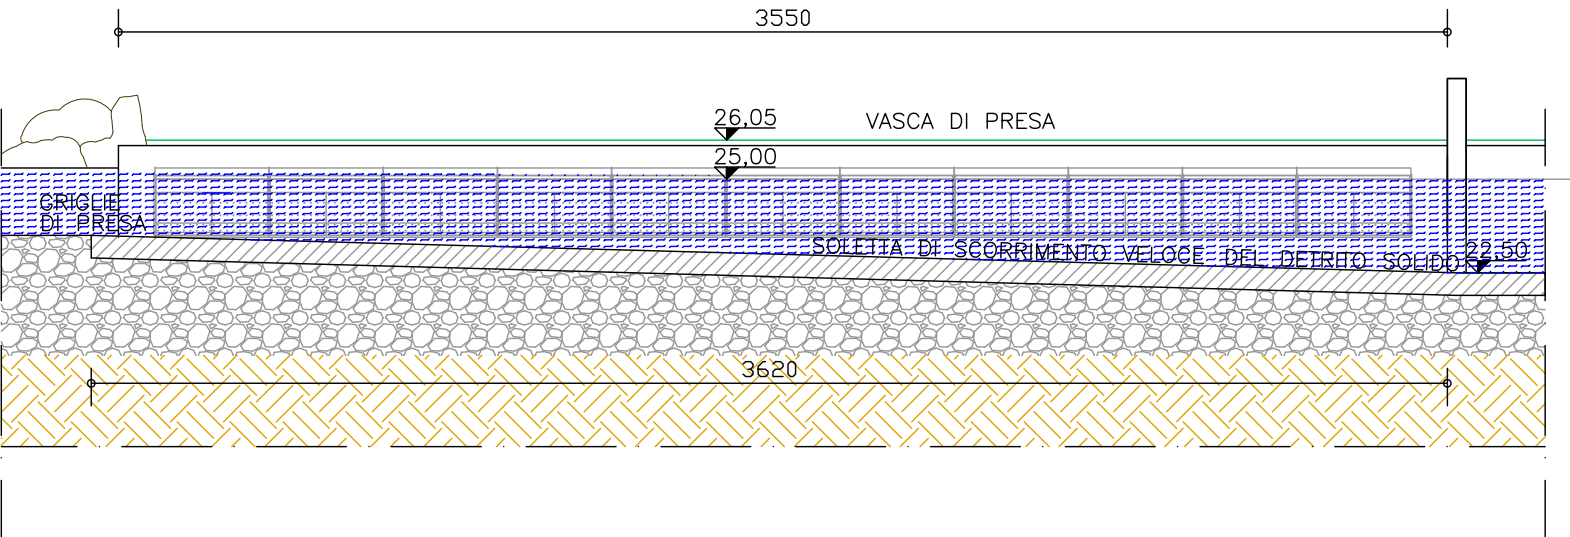 3550
26,05
VASCA DI PRESA
25,00
GRIGLIE
DI PRESA
SOLETTA DI SCORRIMENTO VELOCE DEL DETRITO SOLIDO
22,50
3620